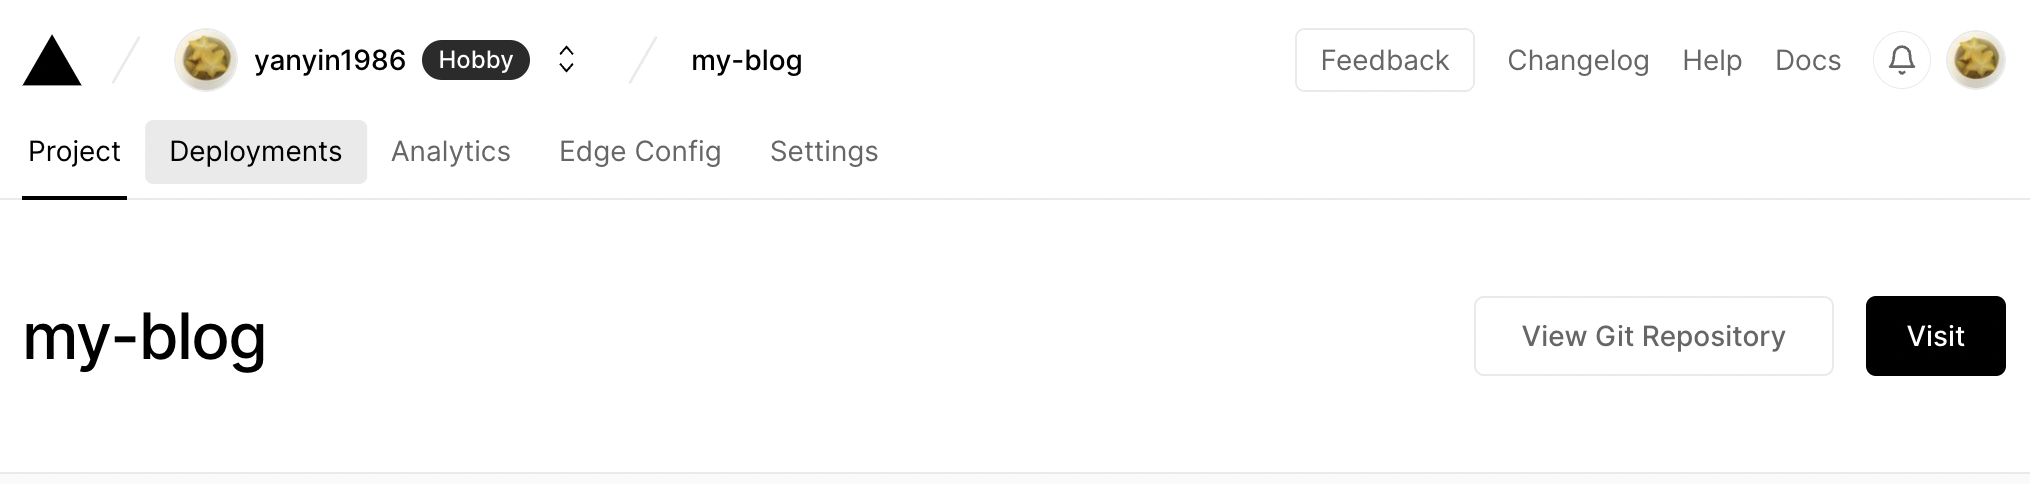 yanyin1986 Hobby my-blog Feedback Changelog Help Docs
Project Deployments Analytics Edge Config Settings
my-blog View Git Repository Visit